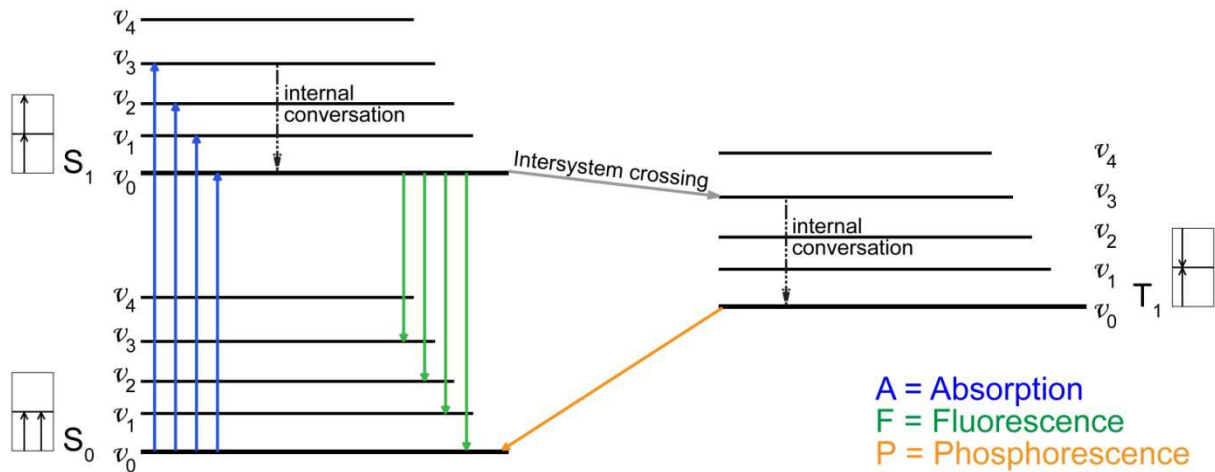 v4
v3
internal
conversation
v2
v1
S1
v0
Intersystem crossing
v4
v3
internal
conversation
v2
v1
T1
v0
v4
v3
v2
v1
S0
v0
A = Absorption
F = Fluorescence
P = Phosphorescence